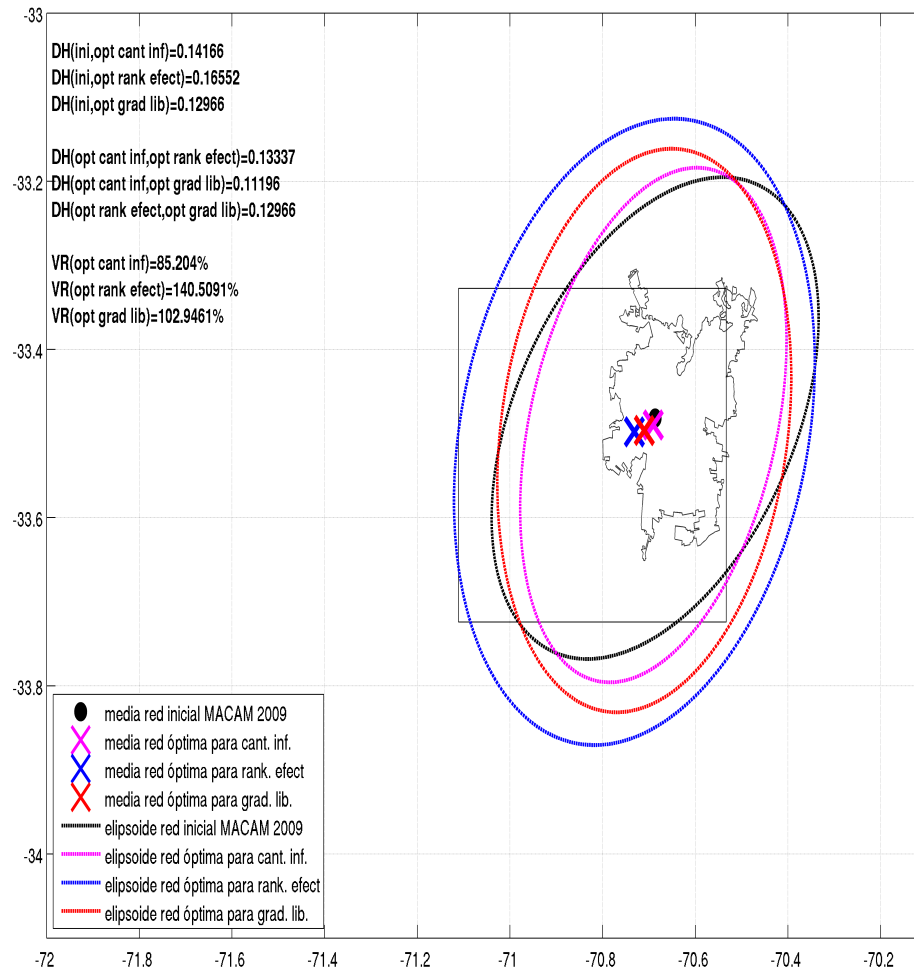 -33
DH(ini,opt cant inf)=0.14166
DH(ini,opt rank efect)=0.16552
DH(ini,opt grad lib)=0.12966
DH(opt cant inf,opt rank efect)=0.13337
-33.2
DH(opt cant inf,opt grad lib)=0.11196
DH(opt rank efect,opt grad lib)=0.12966
VR(opt cant inf)=85.204%
VR(opt rank efect)=140.5091%
VR(opt grad lib)=102.9461%
-33.4
-33.6
-33.8
media red inicial MACAM 2009
media red óptima para cant. inf.
media red óptima para rank. efect
media red óptima para grad. lib.
elipsoide red inicial MACAM 2009
-34
elipsoide red óptima para cant. inf.
elipsoide red óptima para rank. efect
elipsoide red óptima para grad. lib.
-72 -71.8 -71.6 -71.4 -71.2 -71 -70.8 -70.6 -70.4 -70.2